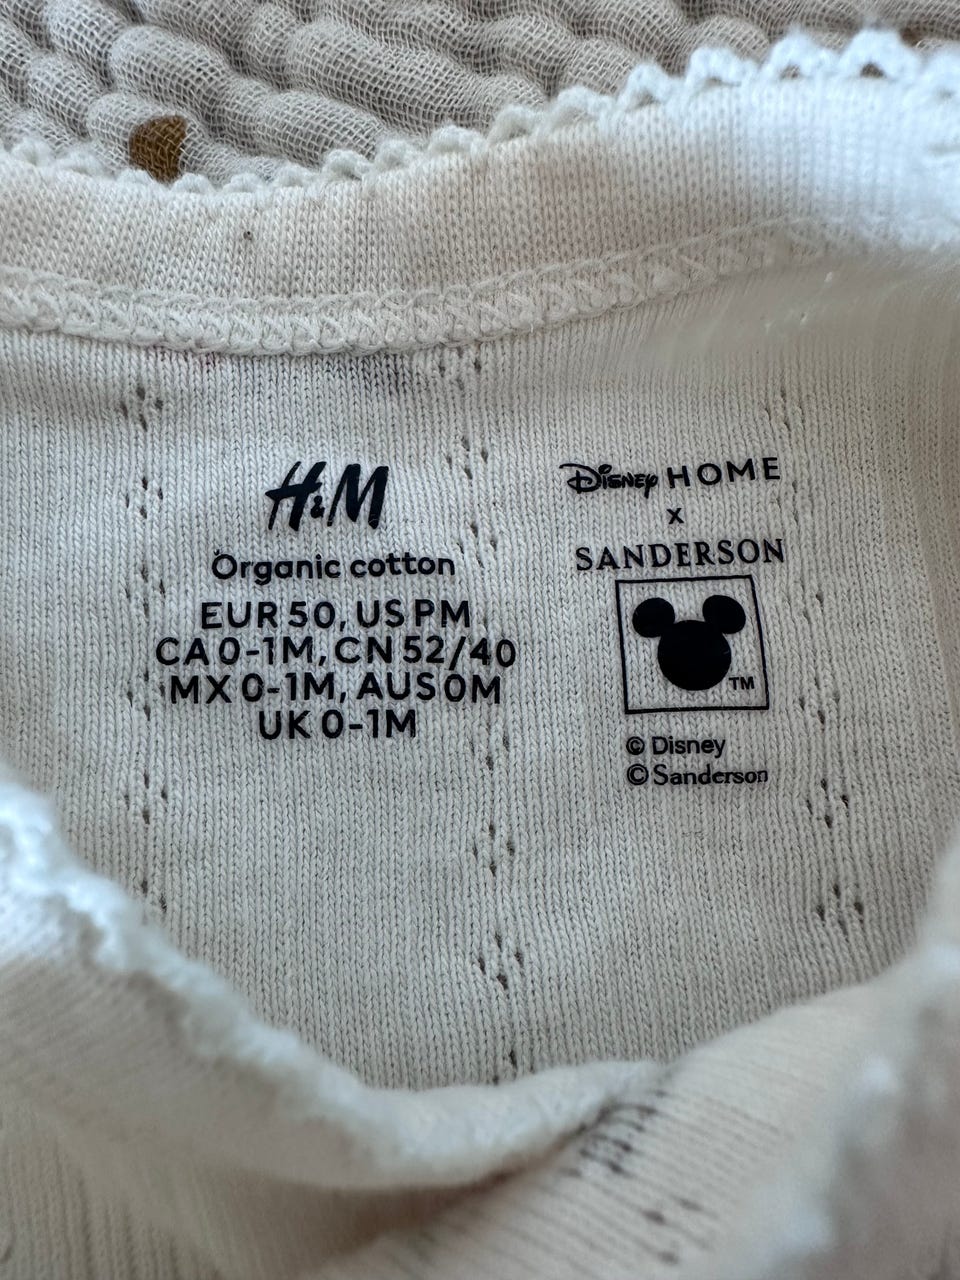 H&M
Organic cotton
EUR 50, US PM
CA 0-1M, CN 52/40
MX 0-1M, AUS 0M
UK 0-1M
Disney HOME
x
SANDERSON
TM
© Disney
© Sanderson